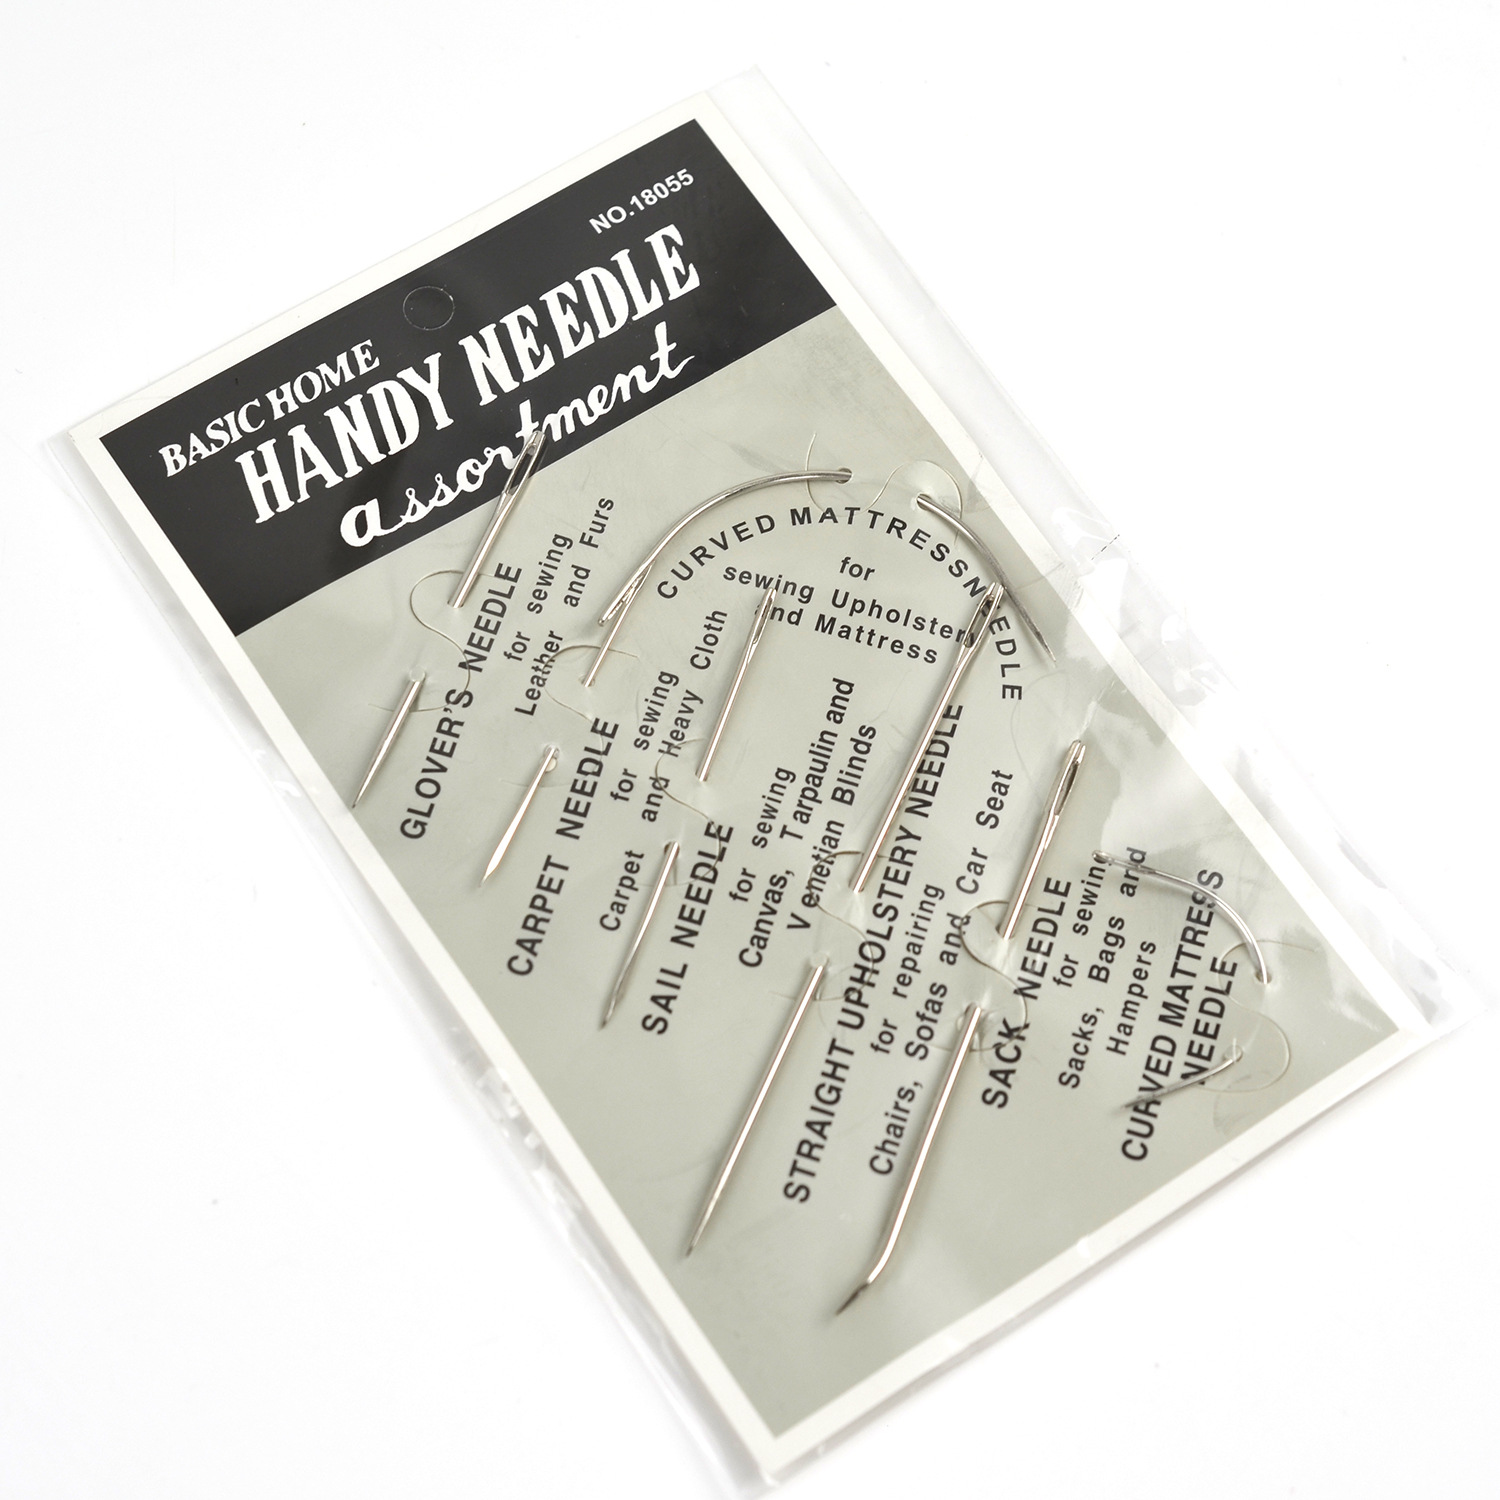 NO.18055
BASIC HOME
HANDY NEEDLE
assortment
GLOVER'S NEEDLE
for sewing
Leather and Furs
CARPET NEEDLE
for sewing
Carpet and Heavy Cloth
CURVED MATTRESS NEEDLE
for
sewing Upholstery
and Mattress
SAIL NEEDLE
for sewing
Canvas, Tarpaulin and
Venetian Blinds
STRAIGHT UPHOLSTERY NEEDLE
for repairing
Chairs, Sofas and Car Seat
SACK NEEDLE
for sewing
Sacks, Bags and
Hampers
CURVED MATTRESS
NEEDLE